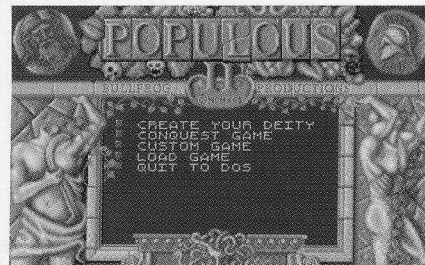 POPULOUS
II
BULLFROG PRODUCTIONS
CREATE YOUR DEITY
CONQUEST GAME
CUSTOM GAME
LOAD GAME
QUIT TO DOS